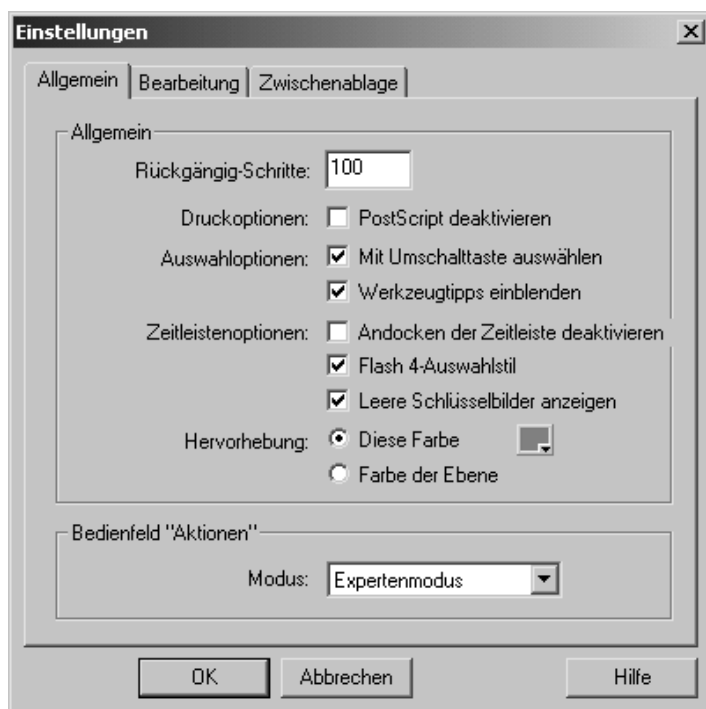 Einstellungen
Allgemein Bearbeitung Zwischenablage
Allgemein
Rückgängig-Schritte: 100
Druckoptionen: PostScript deaktivieren
Auswahloptionen: Mit Umschalttaste auswählen
Werkzeugtipps einblenden
Zeitleistenoptionen: Andocken der Zeitleiste deaktivieren
Flash 4-Auswahlstil
Leere Schlüsselbilder anzeigen
Hervorhebung: Diese Farbe
Farbe der Ebene
Bedienfeld "Aktionen"
Modus: Expertenmodus
OK Abbrechen Hilfe